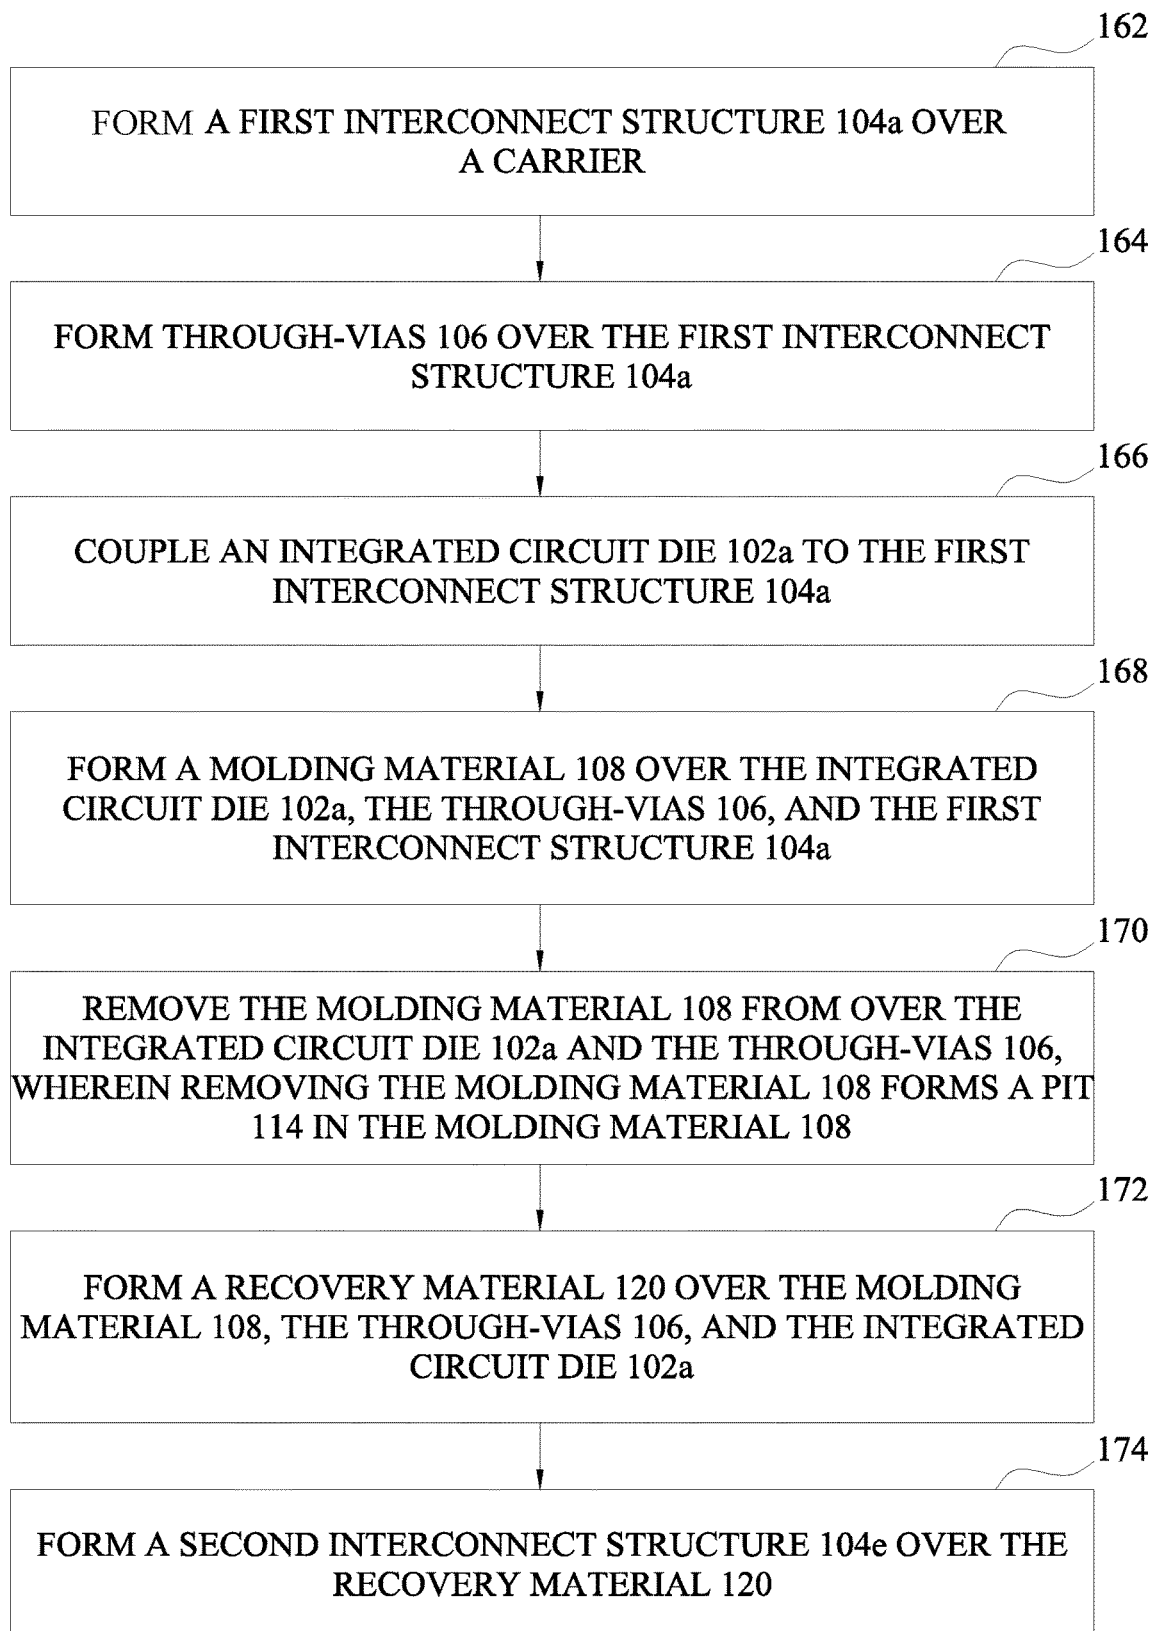 162
FORM A FIRST INTERCONNECT STRUCTURE 104a OVER
A CARRIER
164
FORM THROUGH-VIAS 106 OVER THE FIRST INTERCONNECT
STRUCTURE 104a
166
COUPLE AN INTEGRATED CIRCUIT DIE 102a TO THE FIRST
INTERCONNECT STRUCTURE 104a
168
FORM A MOLDING MATERIAL 108 OVER THE INTEGRATED
CIRCUIT DIE 102a, THE THROUGH-VIAS 106, AND THE FIRST
INTERCONNECT STRUCTURE 104a
170
REMOVE THE MOLDING MATERIAL 108 FROM OVER THE
INTEGRATED CIRCUIT DIE 102a AND THE THROUGH-VIAS 106,
WHEREIN REMOVING THE MOLDING MATERIAL 108 FORMS A PIT
114 IN THE MOLDING MATERIAL 108
172
FORM A RECOVERY MATERIAL 120 OVER THE MOLDING
MATERIAL 108, THE THROUGH-VIAS 106, AND THE INTEGRATED
CIRCUIT DIE 102a
174
FORM A SECOND INTERCONNECT STRUCTURE 104e OVER THE
RECOVERY MATERIAL 120